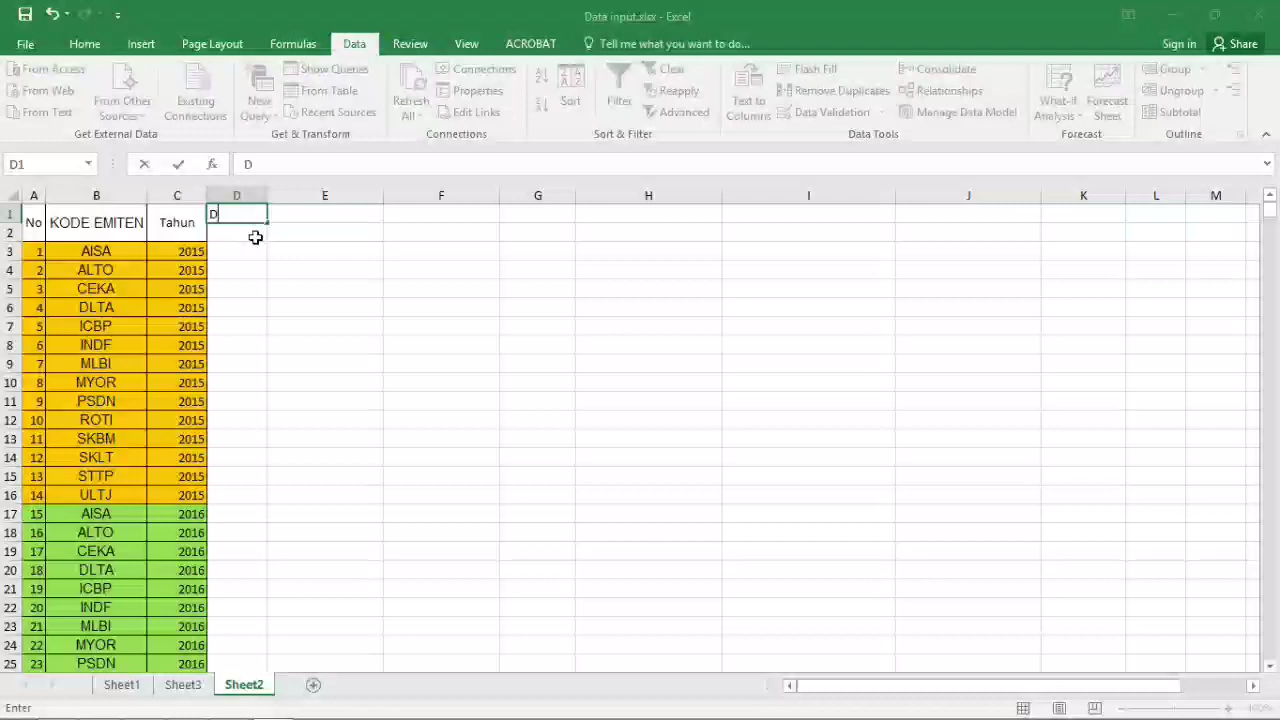 Data input.xlsx - Excel
File Home Insert Page Layout Formulas Data Review View ACROBAT Tell me what you want to do... Sign in Share
From Access
From Web
From Text
From Other Sources
Existing Connections
Get External Data
New Query
Show Queries
From Table
Recent Sources
Get & Transform
Refresh All
Connections
Properties
Edit Links
Connections
Sort
Filter
Clear
Reapply
Advanced
Sort & Filter
Text to Columns
Flash Fill
Remove Duplicates
Data Validation
Consolidate
Relationships
Manage Data Model
Data Tools
What-If Analysis
Forecast Sheet
Forecast
Group
Ungroup
Subtotal
Outline
D1 fx D
A B C D E F G H I J K L M
1 No KODE EMITEN Tahun D
2
3 1 AISA 2015
4 2 ALTO 2015
5 3 CEKA 2015
6 4 DLTA 2015
7 5 ICBP 2015
8 6 INDF 2015
9 7 MLBI 2015
10 8 MYOR 2015
11 9 PSDN 2015
12 10 ROTI 2015
13 11 SKBM 2015
14 12 SKLT 2015
15 13 STTP 2015
16 14 ULTJ 2015
17 15 AISA 2016
18 16 ALTO 2016
19 17 CEKA 2016
20 18 DLTA 2016
21 19 ICBP 2016
22 20 INDF 2016
23 21 MLBI 2016
24 22 MYOR 2016
25 23 PSDN 2016
Sheet1 Sheet3 Sheet2
Enter